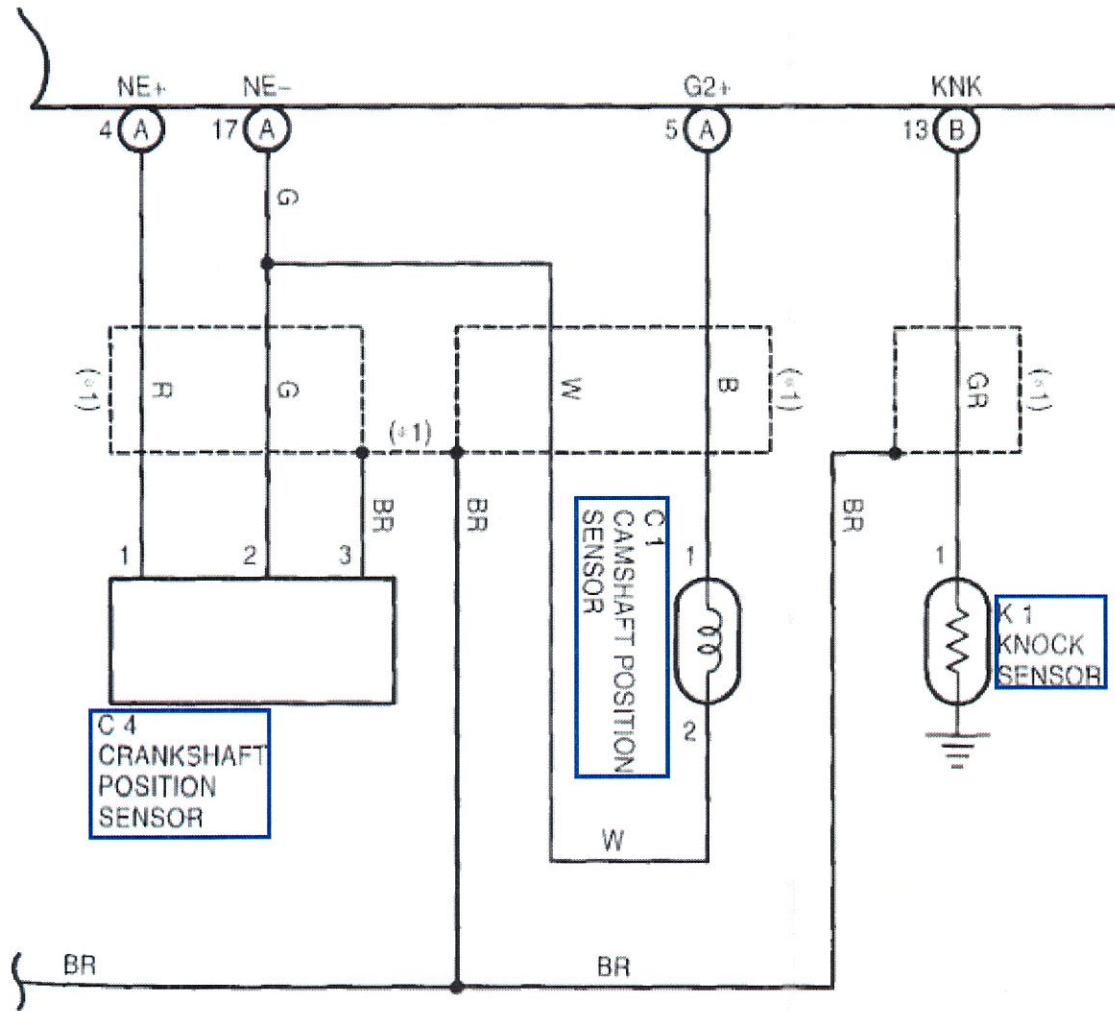 NE+ NE- G2+ KNK
4 A 17 A 5 A 13 B
G
(*1) R G W B (*1) GR (*1)
(*1)
BR BR BR
1 2 3 1 1
C 1
CAMSHAFT POSITION
SENSOR
K 1
KNOCK
SENSOR
2
C 4
CRANKSHAFT
POSITION
SENSOR
W
BR BR